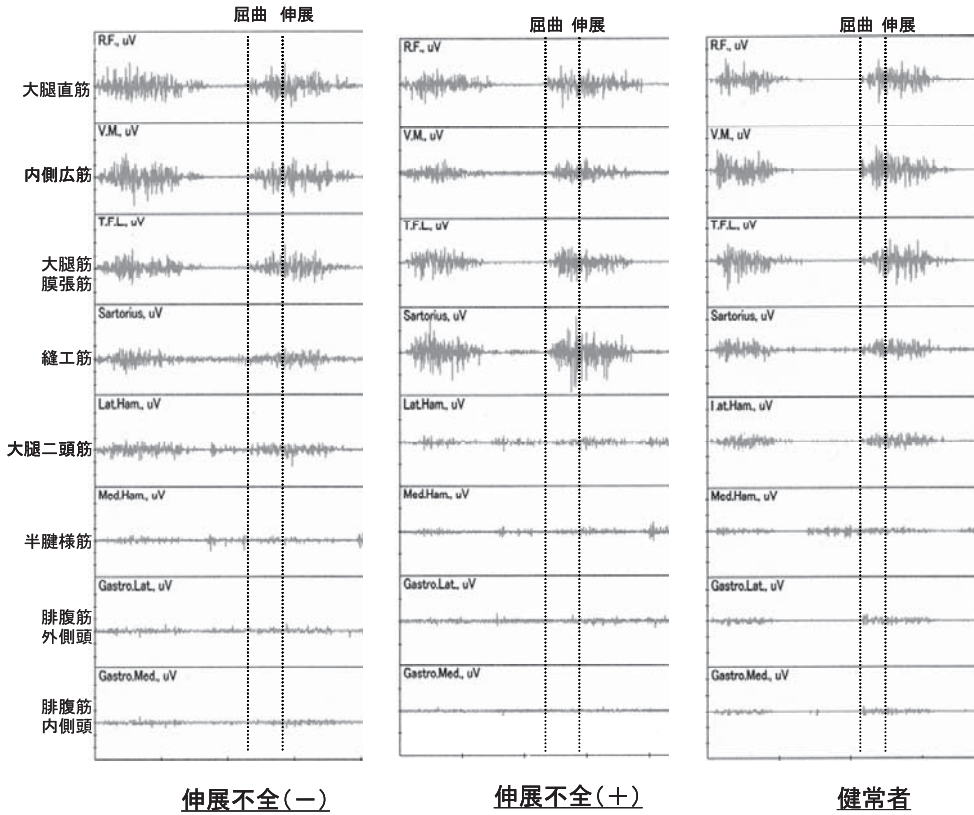 屈曲 伸展
屈曲 伸展
屈曲 伸展
大腿直筋
R.F., uV
R.F., uV
R.F., uV
内側広筋
V.M., uV
V.M., uV
V.M., uV
大腿筋
膜張筋
T.F.L., uV
T.F.L., uV
T.F.L., uV
縫工筋
Sartorius, uV
Sartorius, uV
Sartorius, uV
大腿二頭筋
Lat.Ham., uV
Lat.Ham., uV
Lat.Ham., uV
半腱様筋
Med.Ham., uV
Med.Ham., uV
Med.Ham., uV
腓腹筋
外側頭
Gastro.Lat., uV
Gastro.Lat., uV
Gastro.Lat., uV
腓腹筋
内側頭
Gastro.Med., uV
Gastro.Med., uV
Gastro.Med., uV
伸展不全(−)
伸展不全(+)
健常者